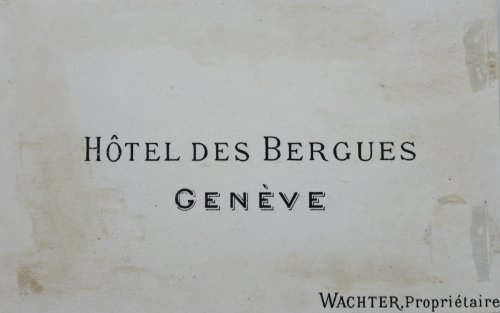 HÔTEL DES BERGUES
GENÈVE
WACHTER, Propriétaire